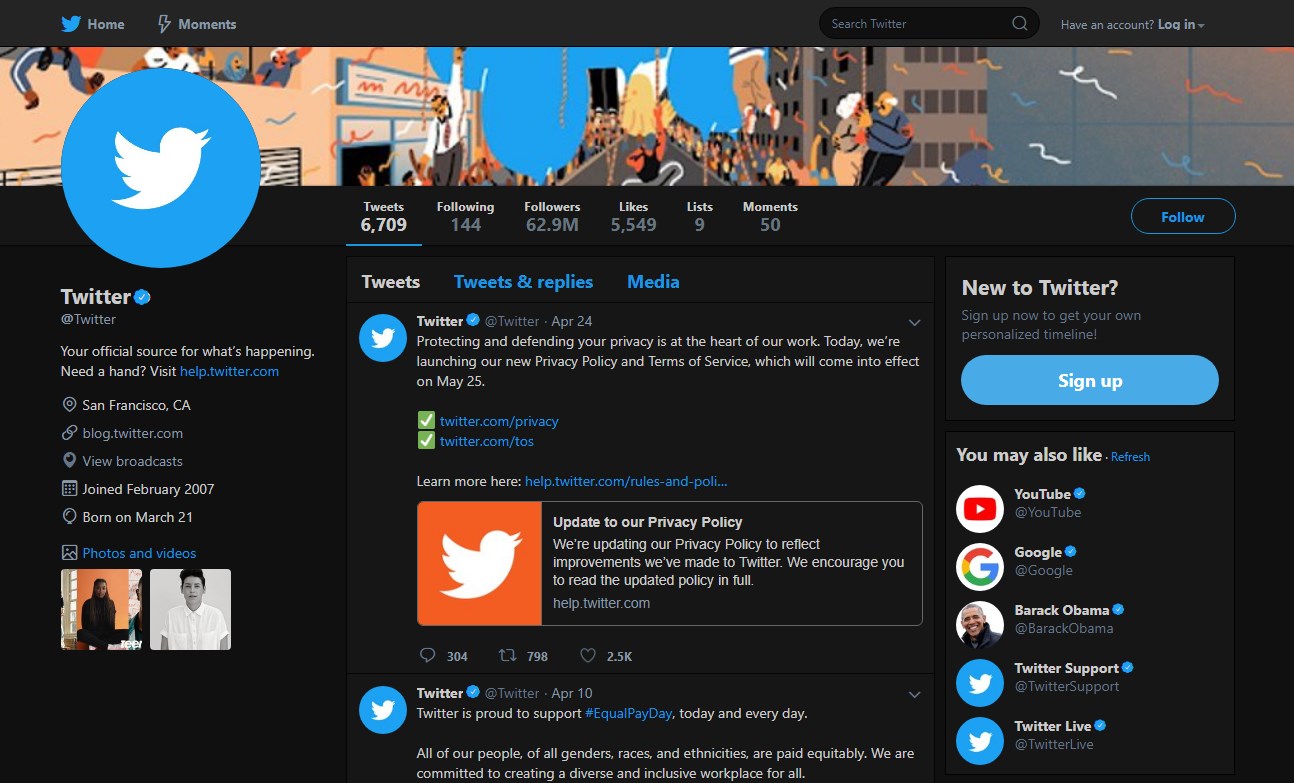 Home
Moments
Search Twitter
Have an account? Log in
Tweets
6,709
Following
144
Followers
62.9M
Likes
5,549
Lists
9
Moments
50
Follow
Twitter
@Twitter
Your official source for what's happening.
Need a hand? Visit help.twitter.com
San Francisco, CA
blog.twitter.com
View broadcasts
Joined February 2007
Born on March 21
Photos and videos
Tweets
Tweets & replies
Media
Twitter @Twitter · Apr 24
Protecting and defending your privacy is at the heart of our work. Today, we're
launching our new Privacy Policy and Terms of Service, which will come into effect
on May 25.
✅ twitter.com/privacy
✅ twitter.com/tos
Learn more here: help.twitter.com/rules-and-poli...
Update to our Privacy Policy
We're updating our Privacy Policy to reflect
improvements we've made to Twitter. We encourage you
to read the updated policy in full.
help.twitter.com
304
798
2.5K
Twitter @Twitter · Apr 10
Twitter is proud to support #EqualPayDay, today and every day.
All of our people, of all genders, races, and ethnicities, are paid equitably. We are
committed to creating a diverse and inclusive workplace for all.
New to Twitter?
Sign up now to get your own
personalized timeline!
Sign up
You may also like · Refresh
YouTube
@YouTube
Google
@Google
Barack Obama
@BarackObama
Twitter Support
@TwitterSupport
Twitter Live
@TwitterLive